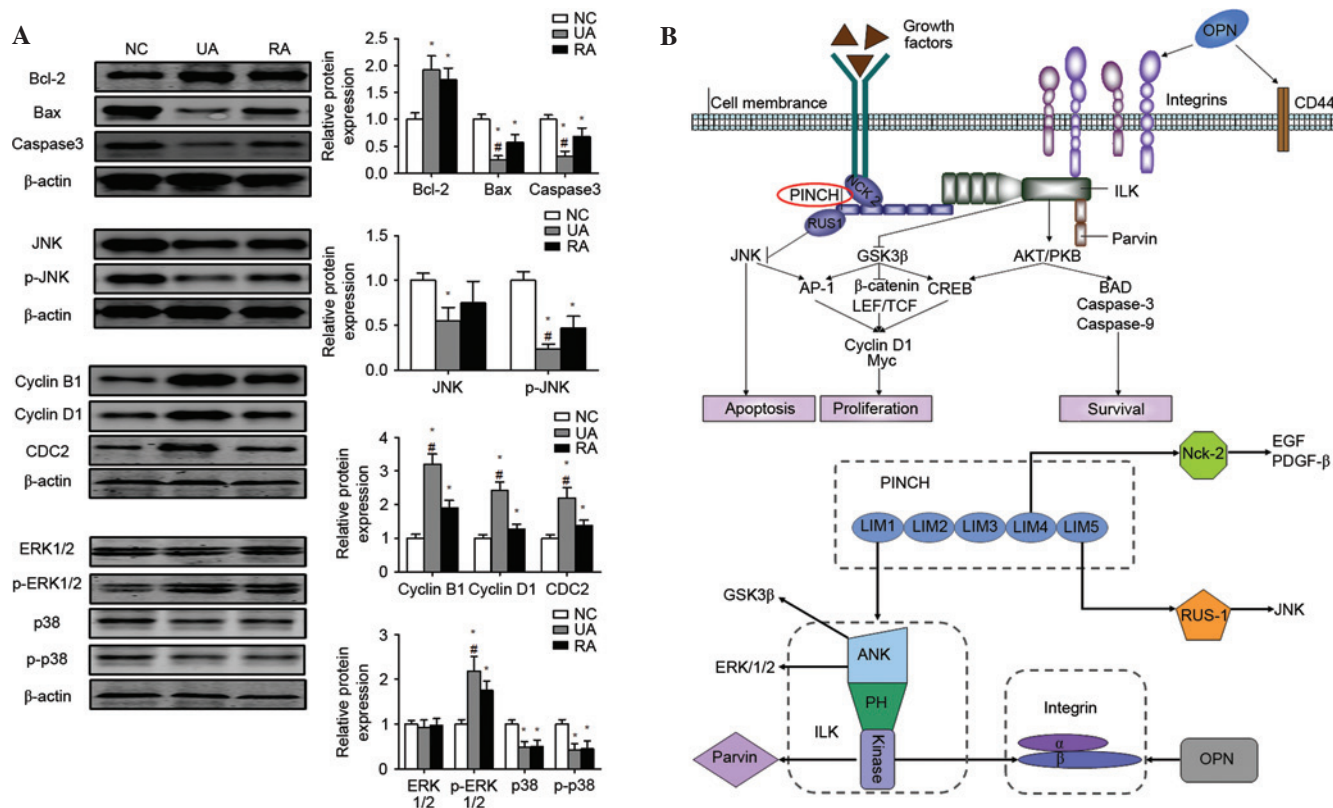 A
NC UA RA
Bcl-2
Bax
Caspase3
β-actin
JNK
p-JNK
β-actin
Cyclin B1
Cyclin D1
CDC2
β-actin
ERK1/2
p-ERK1/2
p38
p-p38
β-actin
NC
UA
RA
Relative protein
expression
2.5
2.0
1.5
1.0
0.5
0.0
* *
* # *
* # *
Bcl-2 Bax Caspase3
NC
UA
RA
Relative protein
expression
1.5
1.0
0.5
0.0
*
* # *
JNK p-JNK
NC
UA
RA
Relative protein
expression
4
3
2
1
0
* # *
* # *
* # *
Cyclin B1 Cyclin D1 CDC2
NC
UA
RA
Relative protein
expression
3
2
1
0
* # *
* *
* *
ERK p-ERK p38 p-p38
1/2 1/2
B
Growth
factors
OPN
Cell membrance
Integrins
CD44
NCK 2
PINCH
RUS1
ILK
Parvin
JNK
GSK3β
AKT/PKB
AP-1
β-catenin
LEF/TCF
CREB
BAD
Caspase-3
Caspase-9
Cyclin D1
Myc
Apoptosis
Proliferation
Survival
Nck-2
EGF
PDGF-β
PINCH
LIM1 LIM2 LIM3 LIM4 LIM5
GSK3β
RUS-1
JNK
ANK
ERK/1/2
PH
ILK
Kinase
Parvin
Integrin
α
β
OPN